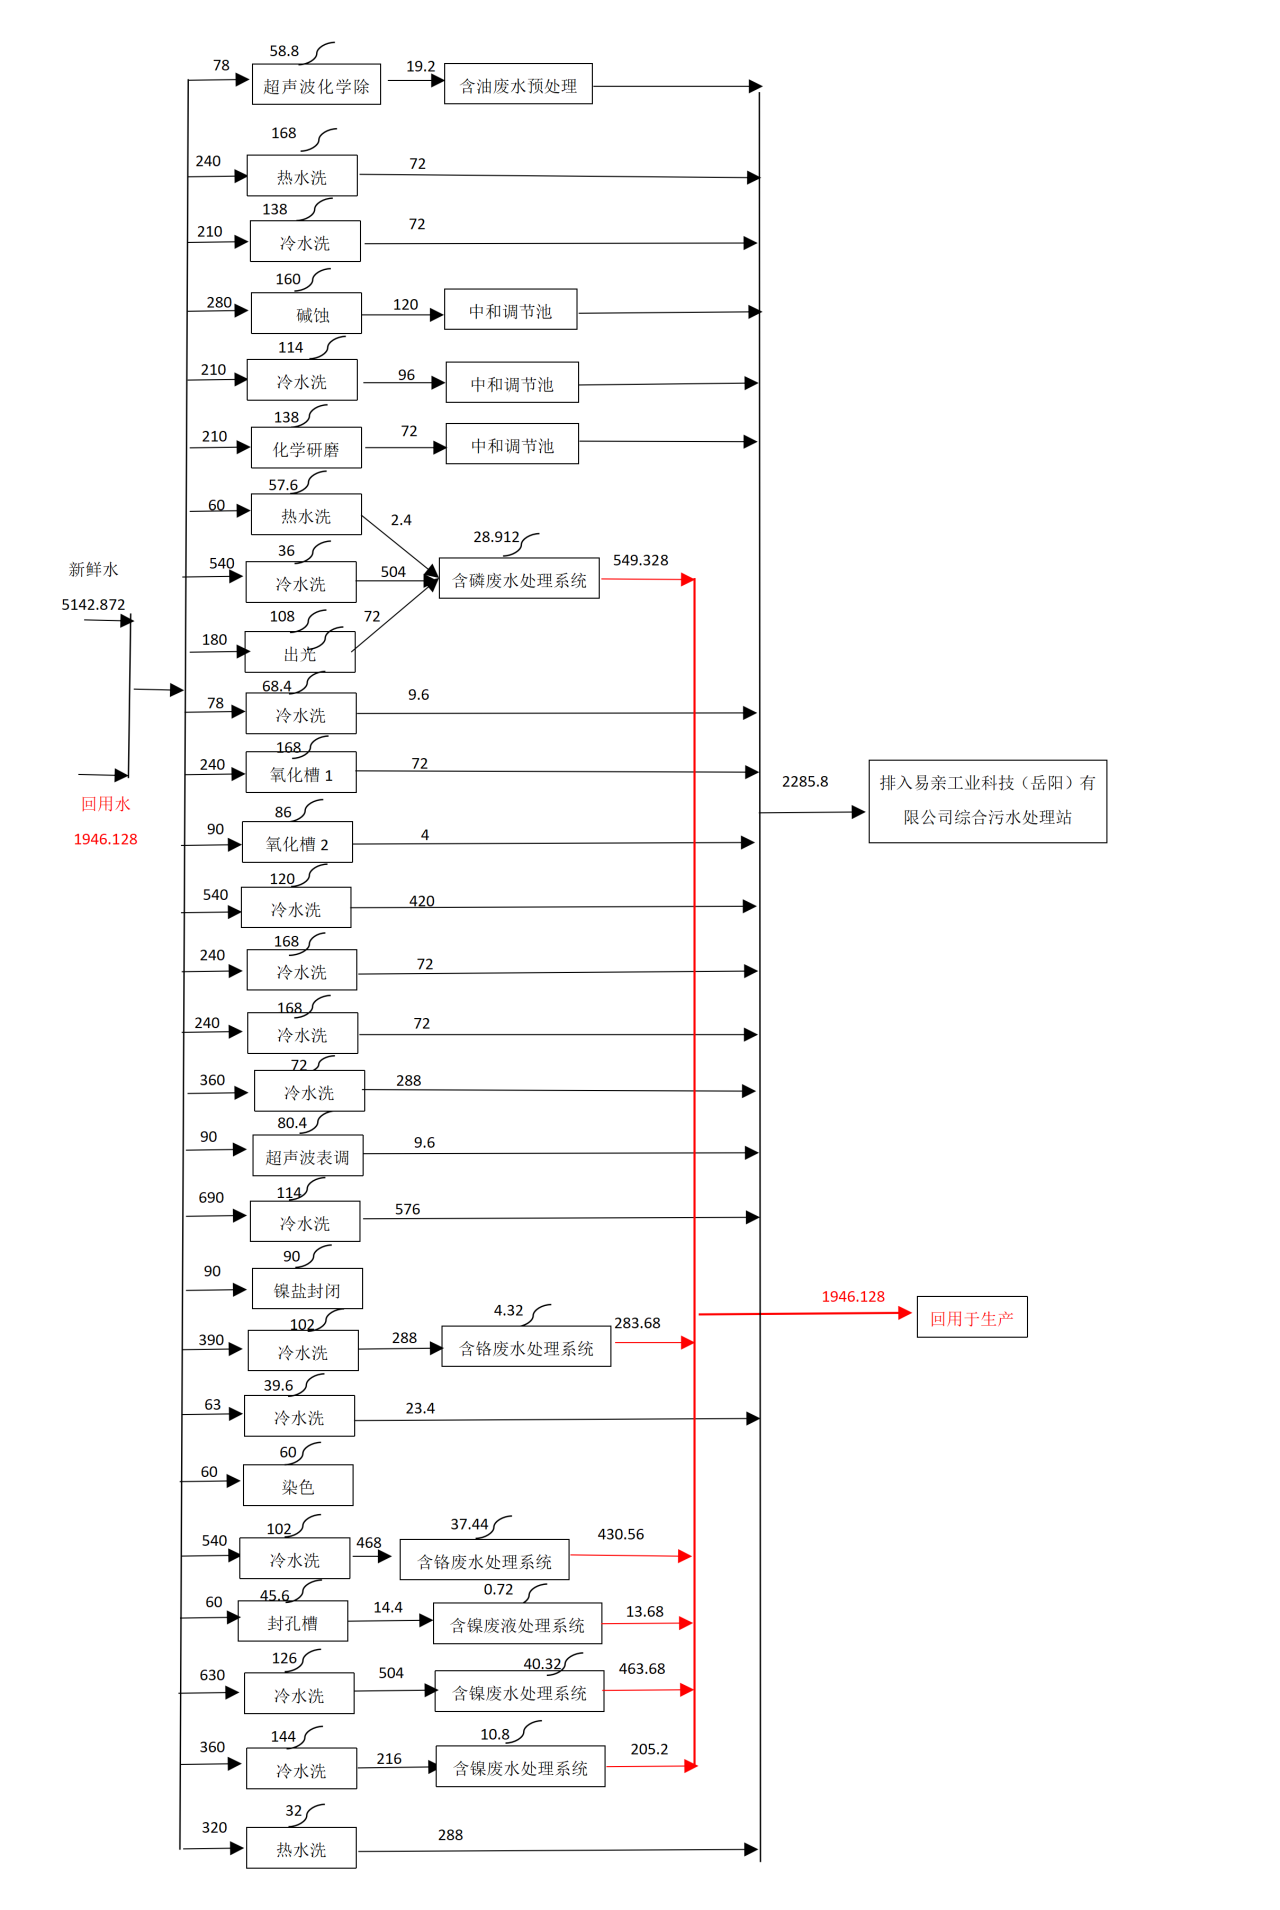 58.8
78
超声波化学除
19.2
含油废水预处理
168
240
热水洗
72
138
210
冷水洗
72
160
280
碱蚀
120
中和调节池
114
210
冷水洗
96
中和调节池
138
210
化学研磨
72
中和调节池
57.6
60
热水洗
2.4
36
540
冷水洗
504
28.912
含磷废水处理系统
549.328
新鲜水
5142.872
108
180
出光
72
68.4
78
冷水洗
9.6
168
240
氧化槽 1
72
回用水
1946.128
2285.8
排入易亲工业科技（岳阳）有
限公司综合污水处理站
86
90
氧化槽 2
4
120
540
冷水洗
420
168
240
冷水洗
72
168
240
冷水洗
72
72
360
冷水洗
288
80.4
90
超声波表调
9.6
114
690
冷水洗
576
90
90
镍盐封闭
1946.128
回用于生产
102
390
冷水洗
288
4.32
含铬废水处理系统
283.68
39.6
63
冷水洗
23.4
60
60
染色
102
540
冷水洗
468
37.44
含铬废水处理系统
430.56
45.6
60
封孔槽
14.4
0.72
含镍废液处理系统
13.68
126
630
冷水洗
504
40.32
含镍废水处理系统
463.68
144
360
冷水洗
216
10.8
含镍废水处理系统
205.2
32
320
热水洗
288